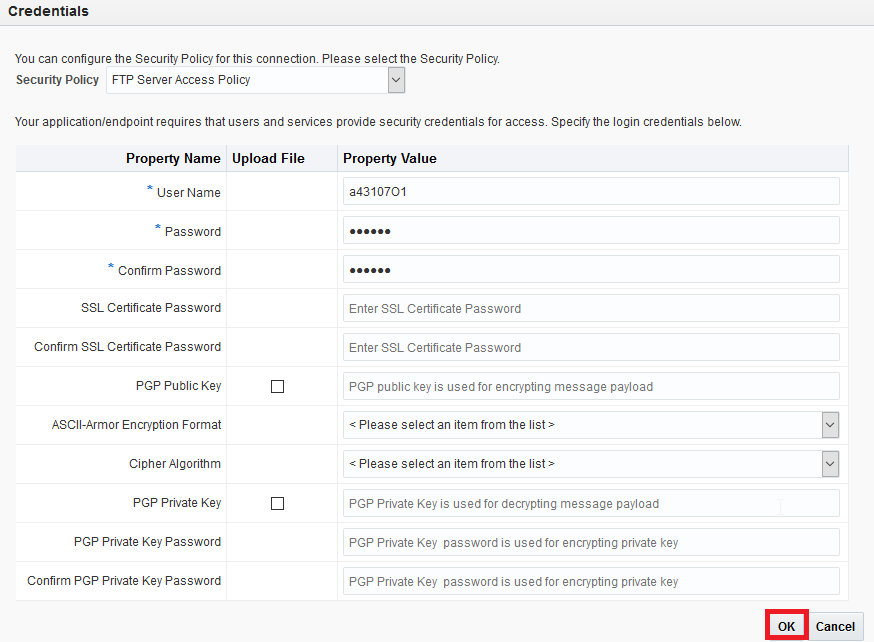 Credentials
You can configure the Security Policy for this connection. Please select the Security Policy.
Security Policy FTP Server Access Policy
Your application/endpoint requires that users and services provide security credentials for access. Specify the login credentials below.
Property Name Upload File Property Value
* User Name a43107O1
* Password ●●●●●●
* Confirm Password ●●●●●●
SSL Certificate Password Enter SSL Certificate Password
Confirm SSL Certificate Password Enter SSL Certificate Password
PGP Public Key PGP public key is used for encrypting message payload
ASCII-Armor Encryption Format < Please select an item from the list >
Cipher Algorithm < Please select an item from the list >
PGP Private Key PGP Private Key is used for decrypting message payload
PGP Private Key Password PGP Private Key password is used for encrypting private key
Confirm PGP Private Key Password PGP Private Key password is used for encrypting private key
OK Cancel